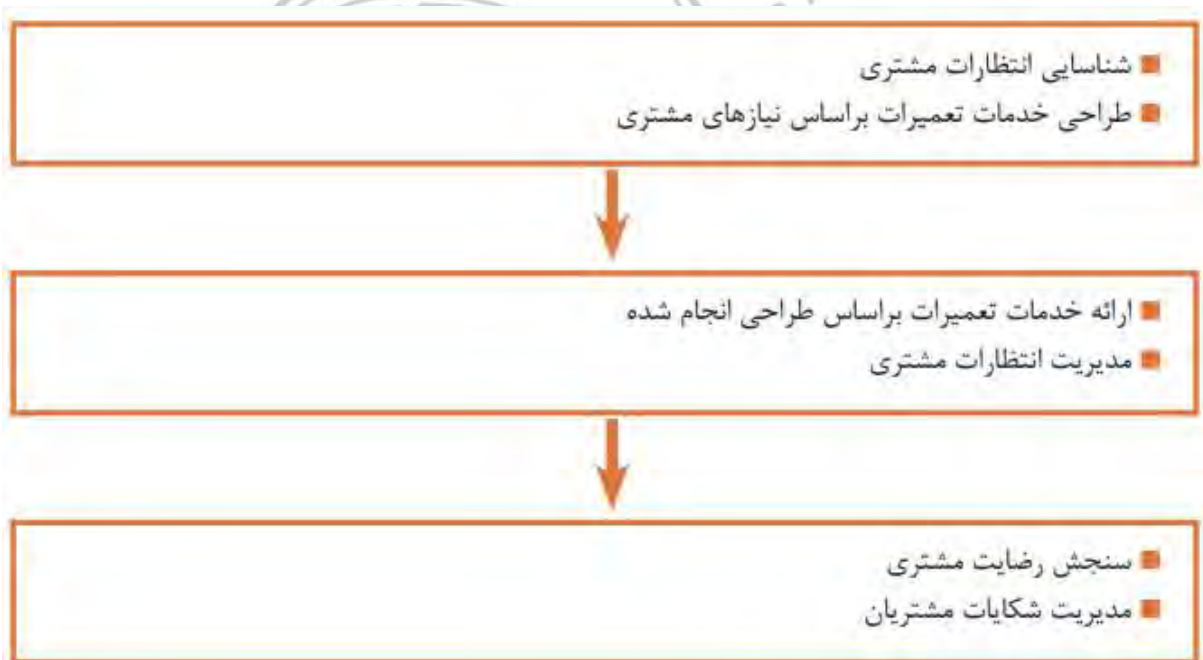 شناسایی انتظارات مشتری
طراحی خدمات تعمیرات براساس نیازهای مشتری
ارائه خدمات تعمیرات براساس طراحی انجام شده
مدیریت انتظارات مشتری
سنجش رضایت مشتری
مدیریت شکایات مشتریان